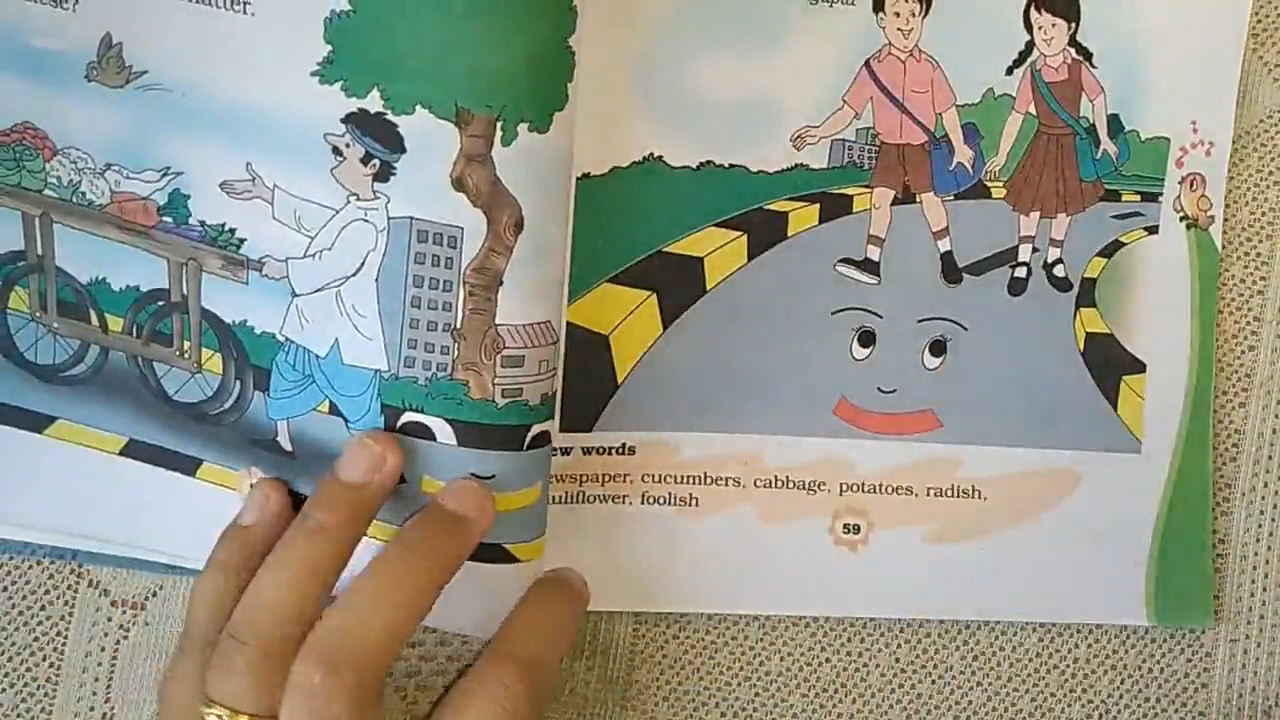 ew words
ewspaper, cucumbers, cabbage, potatoes, radish,
uliflower, foolish
59